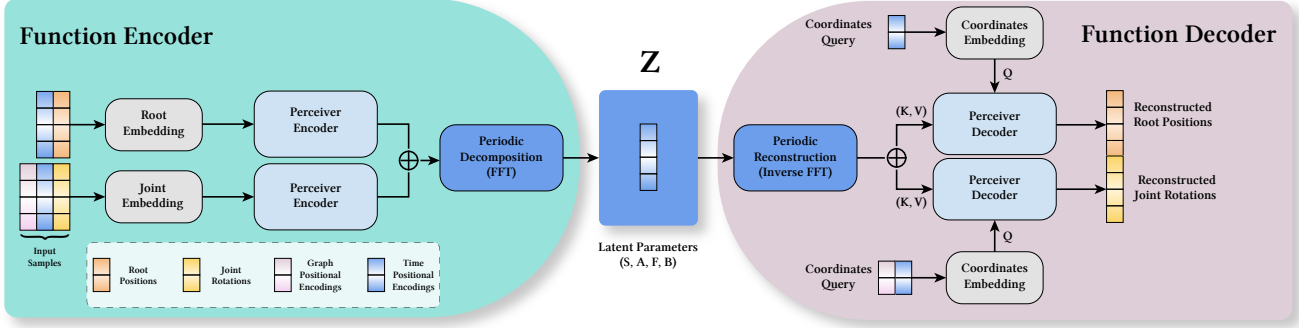 Function Encoder
Root
Embedding
Perceiver
Encoder
Joint
Embedding
Perceiver
Encoder
Periodic
Decomposition
(FFT)
Input
Samples
Root
Positions
Joint
Rotations
Graph
Positional
Encodings
Time
Positional
Encodings
Z
Latent Parameters
(S, A, F, B)
Function Decoder
Coordinates
Query
Coordinates
Embedding
Q
Periodic
Reconstruction
(Inverse FFT)
(K, V)
Perceiver
Decoder
Reconstructed
Root Positions
(K, V)
Perceiver
Decoder
Reconstructed
Joint Rotations
Q
Coordinates
Query
Coordinates
Embedding